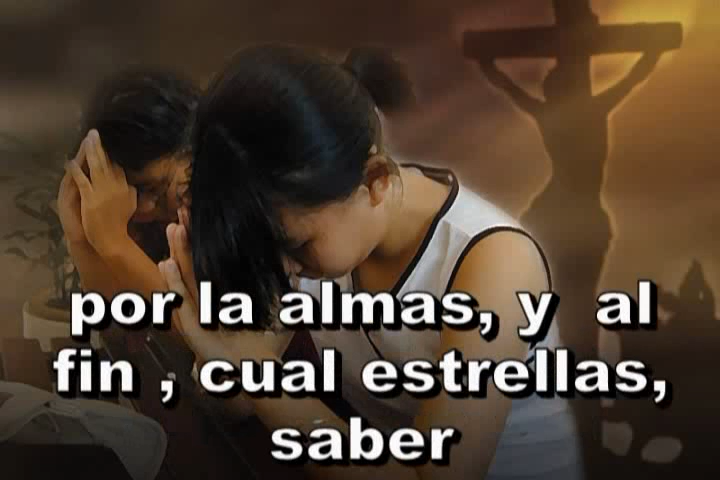 por la almas, y  al
fin , cual estrellas,
saber